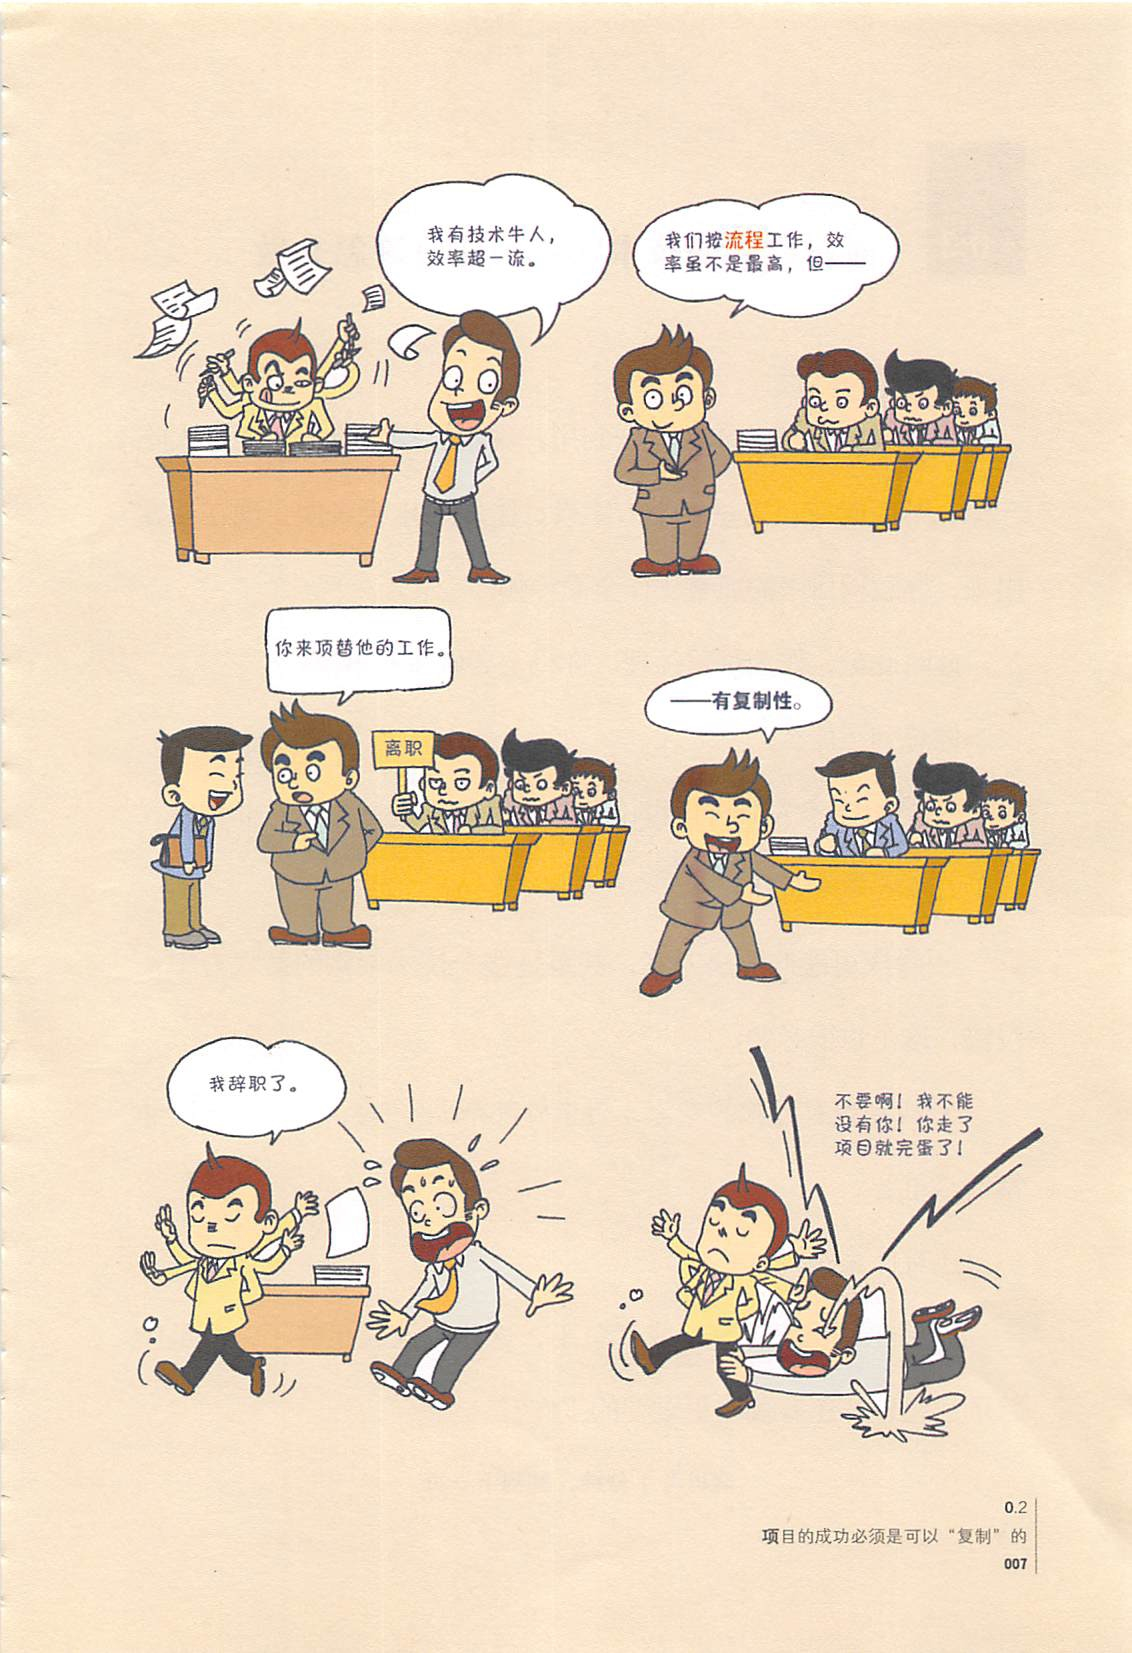 我有技术牛人，
效率超一流。
我们按流程工作，效
率虽不是最高，但——
你来顶替他的工作。
离职
——有复制性。
我辞职了。
不要啊！我不能
没有你！你走了
项目就完蛋了！
0.2
项目的成功必须是可以“复制”的
007